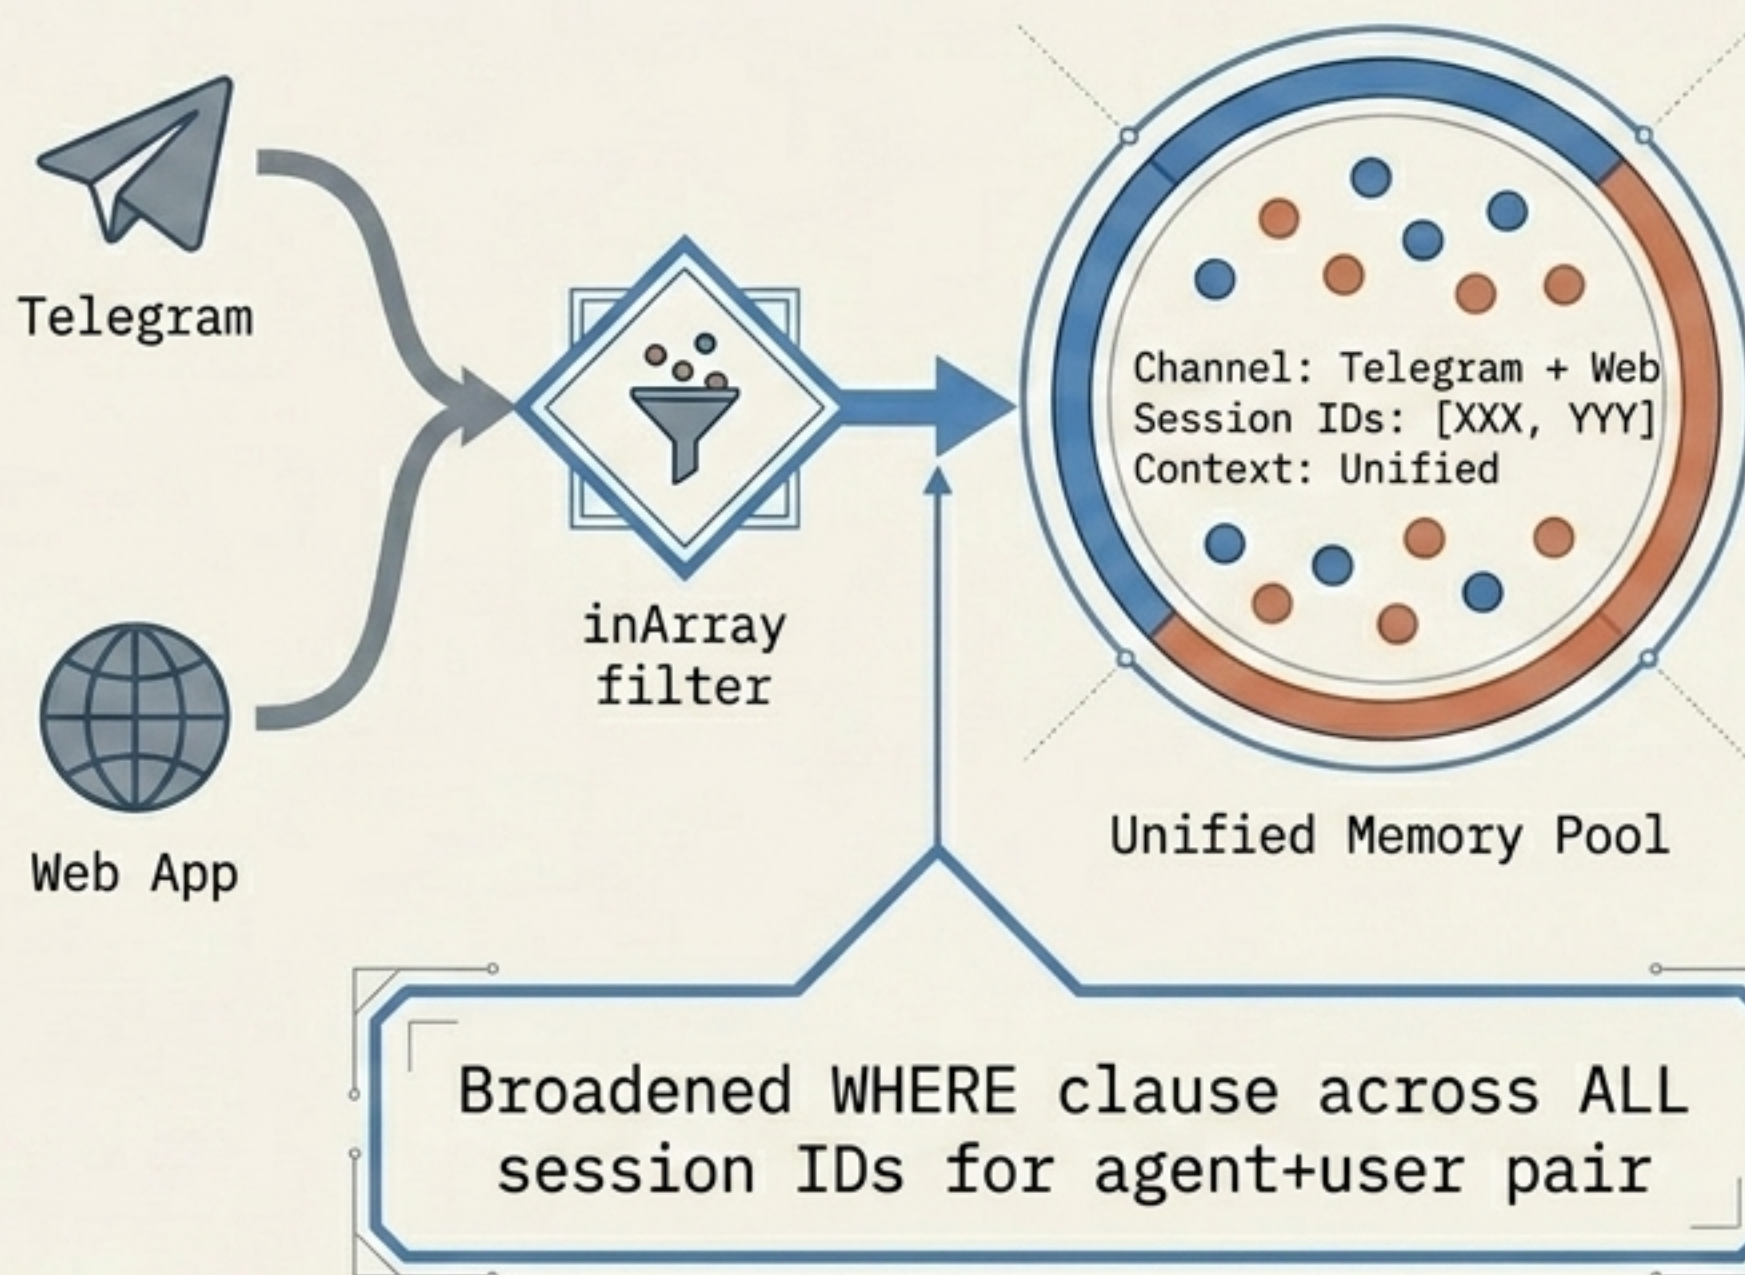 Telegram
Web App
inArray
filter
Channel: Telegram + Web
Session IDs: [XXX, YYY]
Context: Unified
Unified Memory Pool
Broadened WHERE clause across ALL
session IDs for agent+user pair